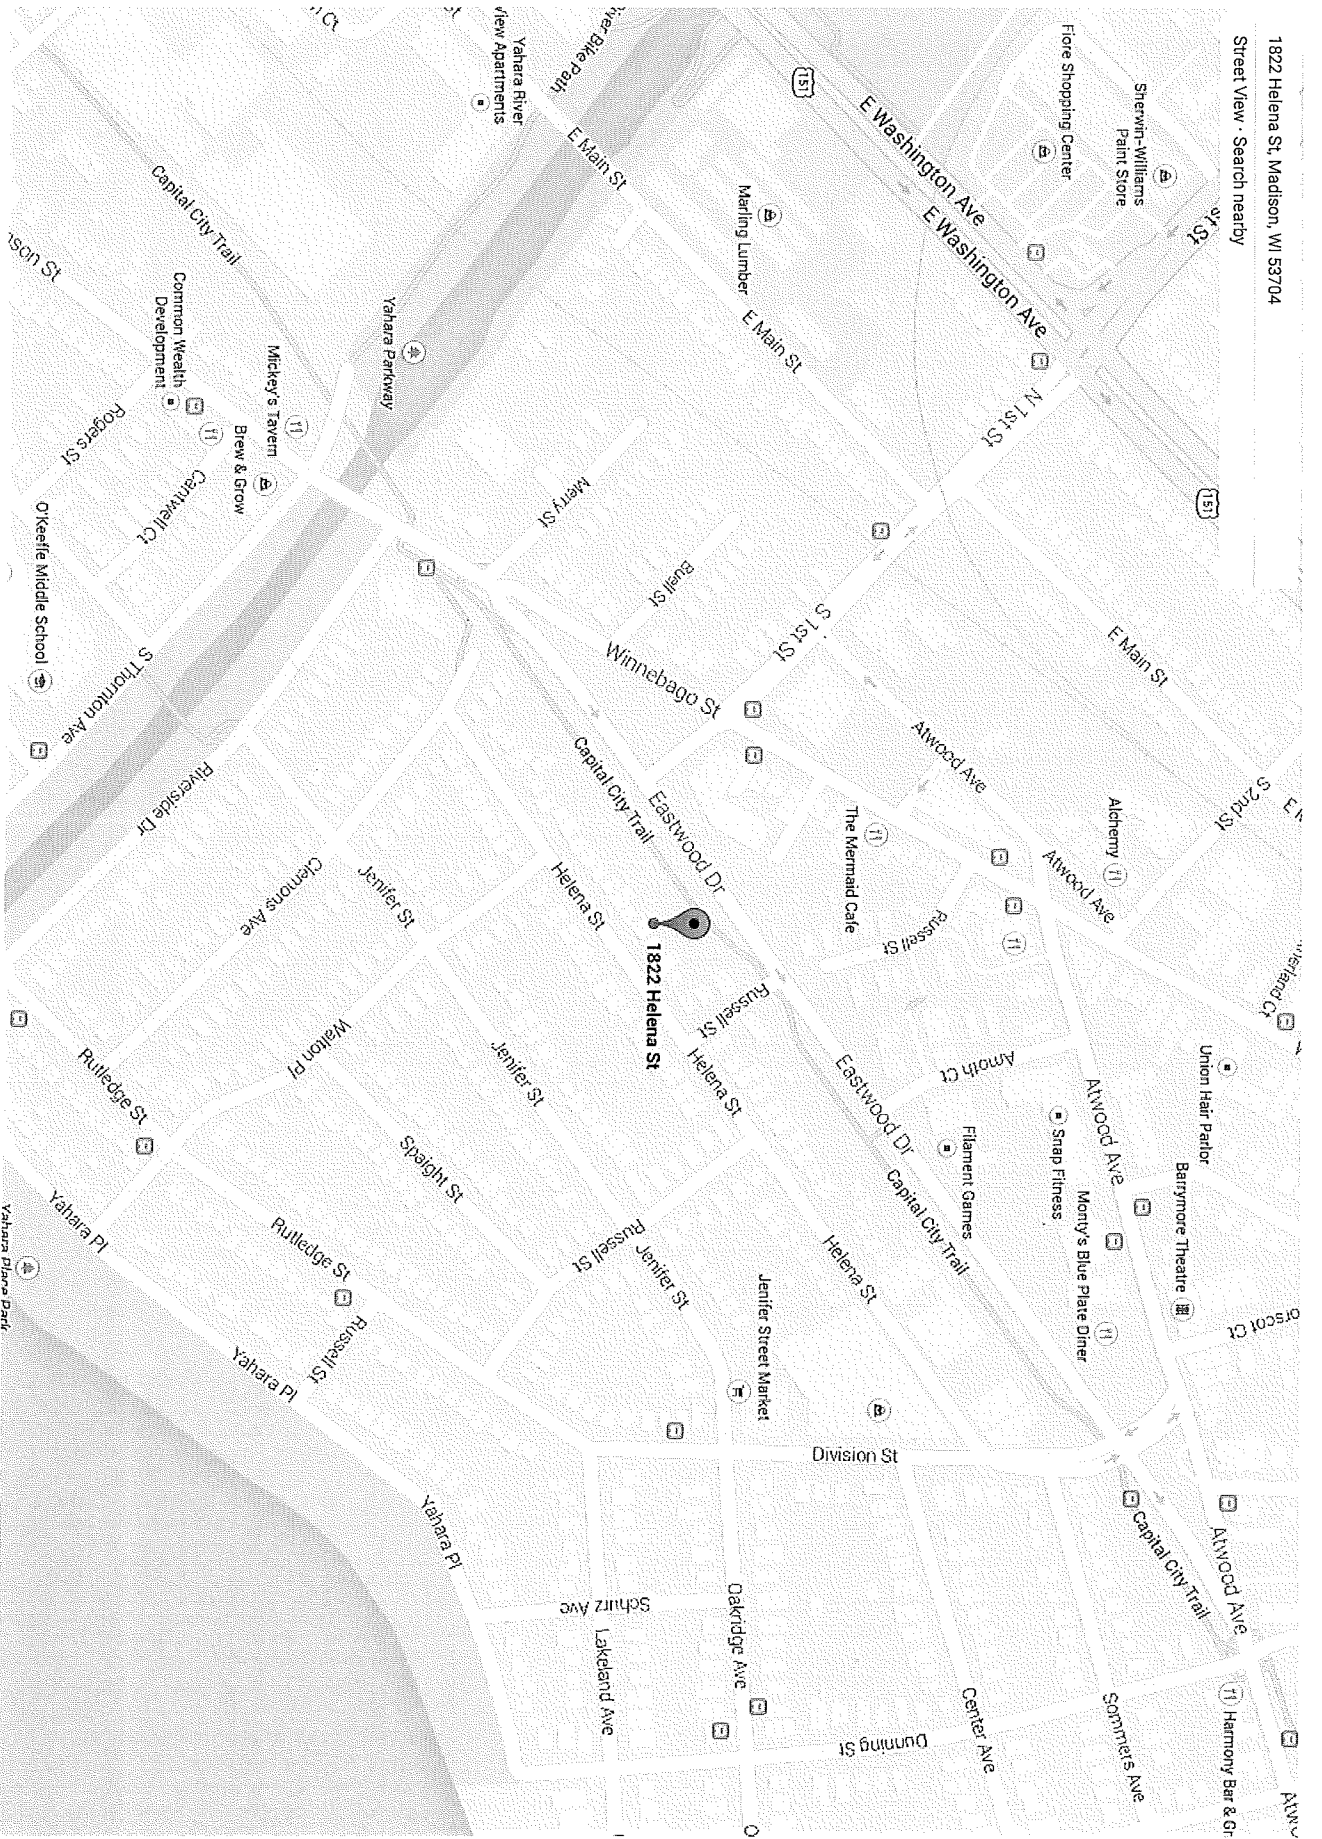 1822 Helena St, Madison, WI 53704
Street View · Search nearby
Sherwin-Williams
Paint Store
Fiore Shopping Center
151
E Washington Ave
E Washington Ave
151
N 1st St
St St
Yahara River
View Apartments
E Main St
Marling Lumber
E Main St
E Main St
S 2nd St
Capital City Trail
Yahara Parkway
Common Wealth
Development
Mickey's Tavern
Brew & Grow
Rogers St
Cantwell Ct
O'Keeffe Middle School
S Thornton Ave
Riverside Dr
Merry St
Buell St
S 1st St
Winnebago St
Atwood Ave
Alchemy
Atwood Ave
The Mermaid Cafe
Russell St
Capital City Trail
Eastwood Dr
Helena St
1822 Helena St
Clemons Ave
Jenifer St
Russell St
Helena St
Walton Pl
Jenifer St
Rutledge St
Spaight St
Eastwood Dr
Amoth Ct
Atwood Ave
Union Hair Parlor
Snap Fitness
Filament Games
Barrymore Theatre
Monty's Blue Plate Diner
Capital City Trail
Helena St
Russell St
Jenifer St
Jenifer Street Market
Yahara Pl
Yahara Place Park
Rutledge St
Russell St
Yahara Pl
Division St
Yahara Pl
Capital City Trail
Atwood Ave
Schurz Ave
Lakeland Ave
Oakridge Ave
Dunning St
Center Ave
Sommers Ave
Harmony Bar & Gr